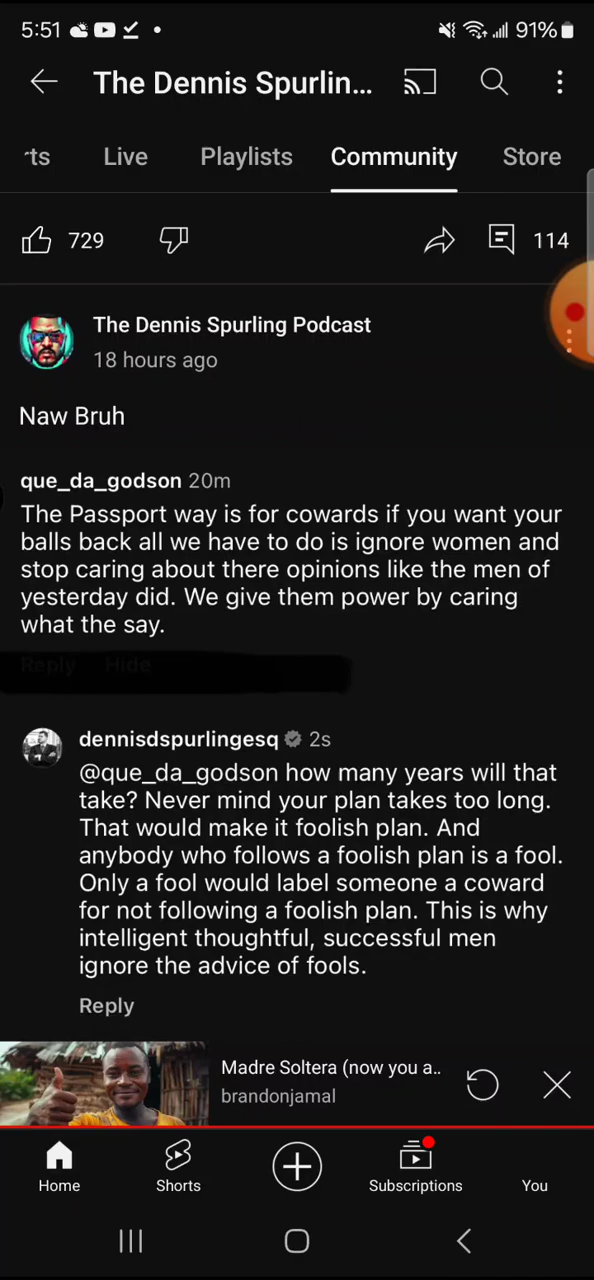 5:51
91%
The Dennis Spurlin...
ts
Live
Playlists
Community
Store
729
114
The Dennis Spurling Podcast
18 hours ago
Naw Bruh
que_da_godson 20m
The Passport way is for cowards if you want your
balls back all we have to do is ignore women and
stop caring about there opinions like the men of
yesterday did. We give them power by caring
what the say.
Reply Hide
dennisdspurlingesq 2s
@que_da_godson how many years will that
take? Never mind your plan takes too long.
That would make it foolish plan. And
anybody who follows a foolish plan is a fool.
Only a fool would label someone a coward
for not following a foolish plan. This is why
intelligent thoughtful, successful men
ignore the advice of fools.
Reply
Madre Soltera (now you a..
brandonjamal
Home
Shorts
Subscriptions
You